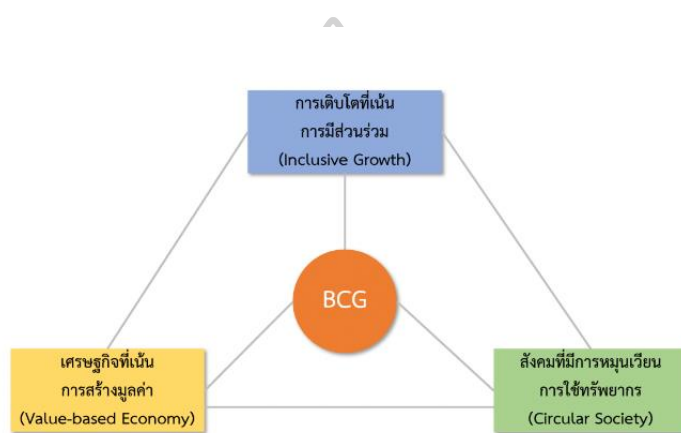 การเติบโตที่เน้น
การมีส่วนร่วม
(Inclusive Growth)
BCG
เศรษฐกิจที่เน้น
การสร้างมูลค่า
(Value-based Economy)
สังคมที่มีการหมุนเวียน
การใช้ทรัพยากร
(Circular Society)